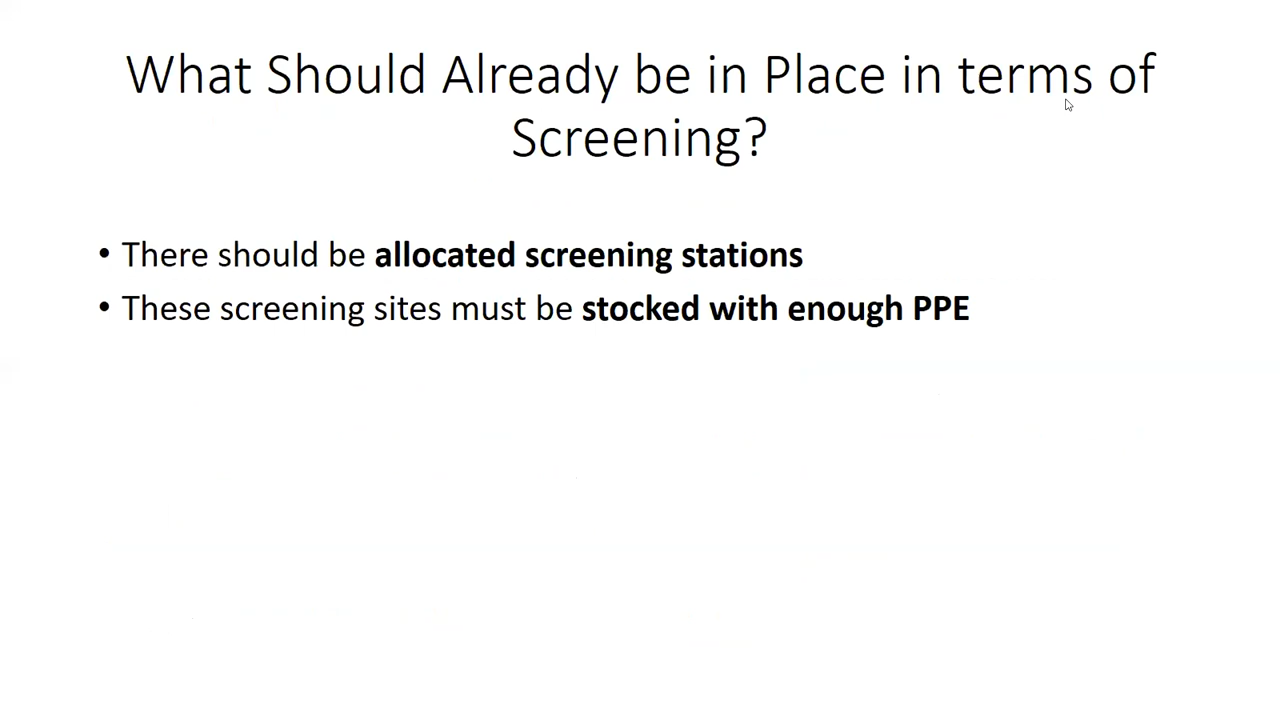 What Should Already be in Place in terms of
Screening?
• There should be allocated screening stations
• These screening sites must be stocked with enough PPE